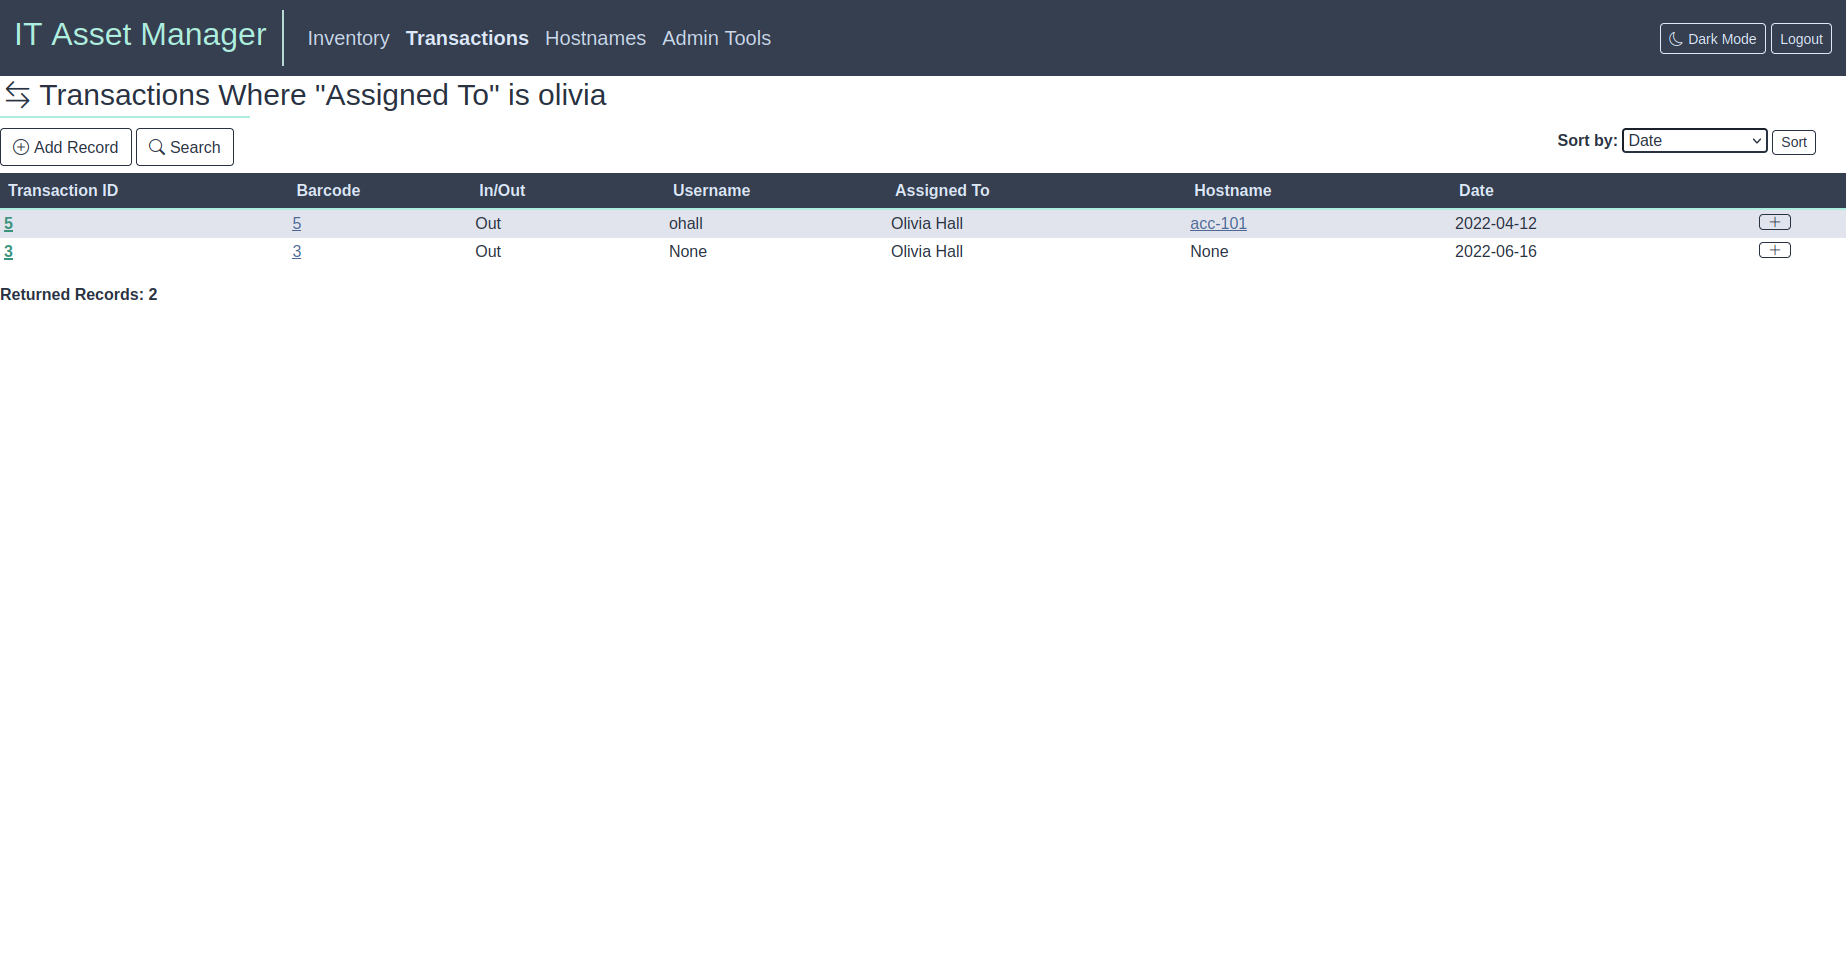 IT Asset Manager Inventory Transactions Hostnames Admin Tools Dark Mode Logout
Transactions Where "Assigned To" is olivia
Add Record Search Sort by: Date Sort
Transaction ID Barcode In/Out Username Assigned To Hostname Date
5 5 Out ohall Olivia Hall acc-101 2022-04-12
3 3 Out None Olivia Hall None 2022-06-16
Returned Records: 2